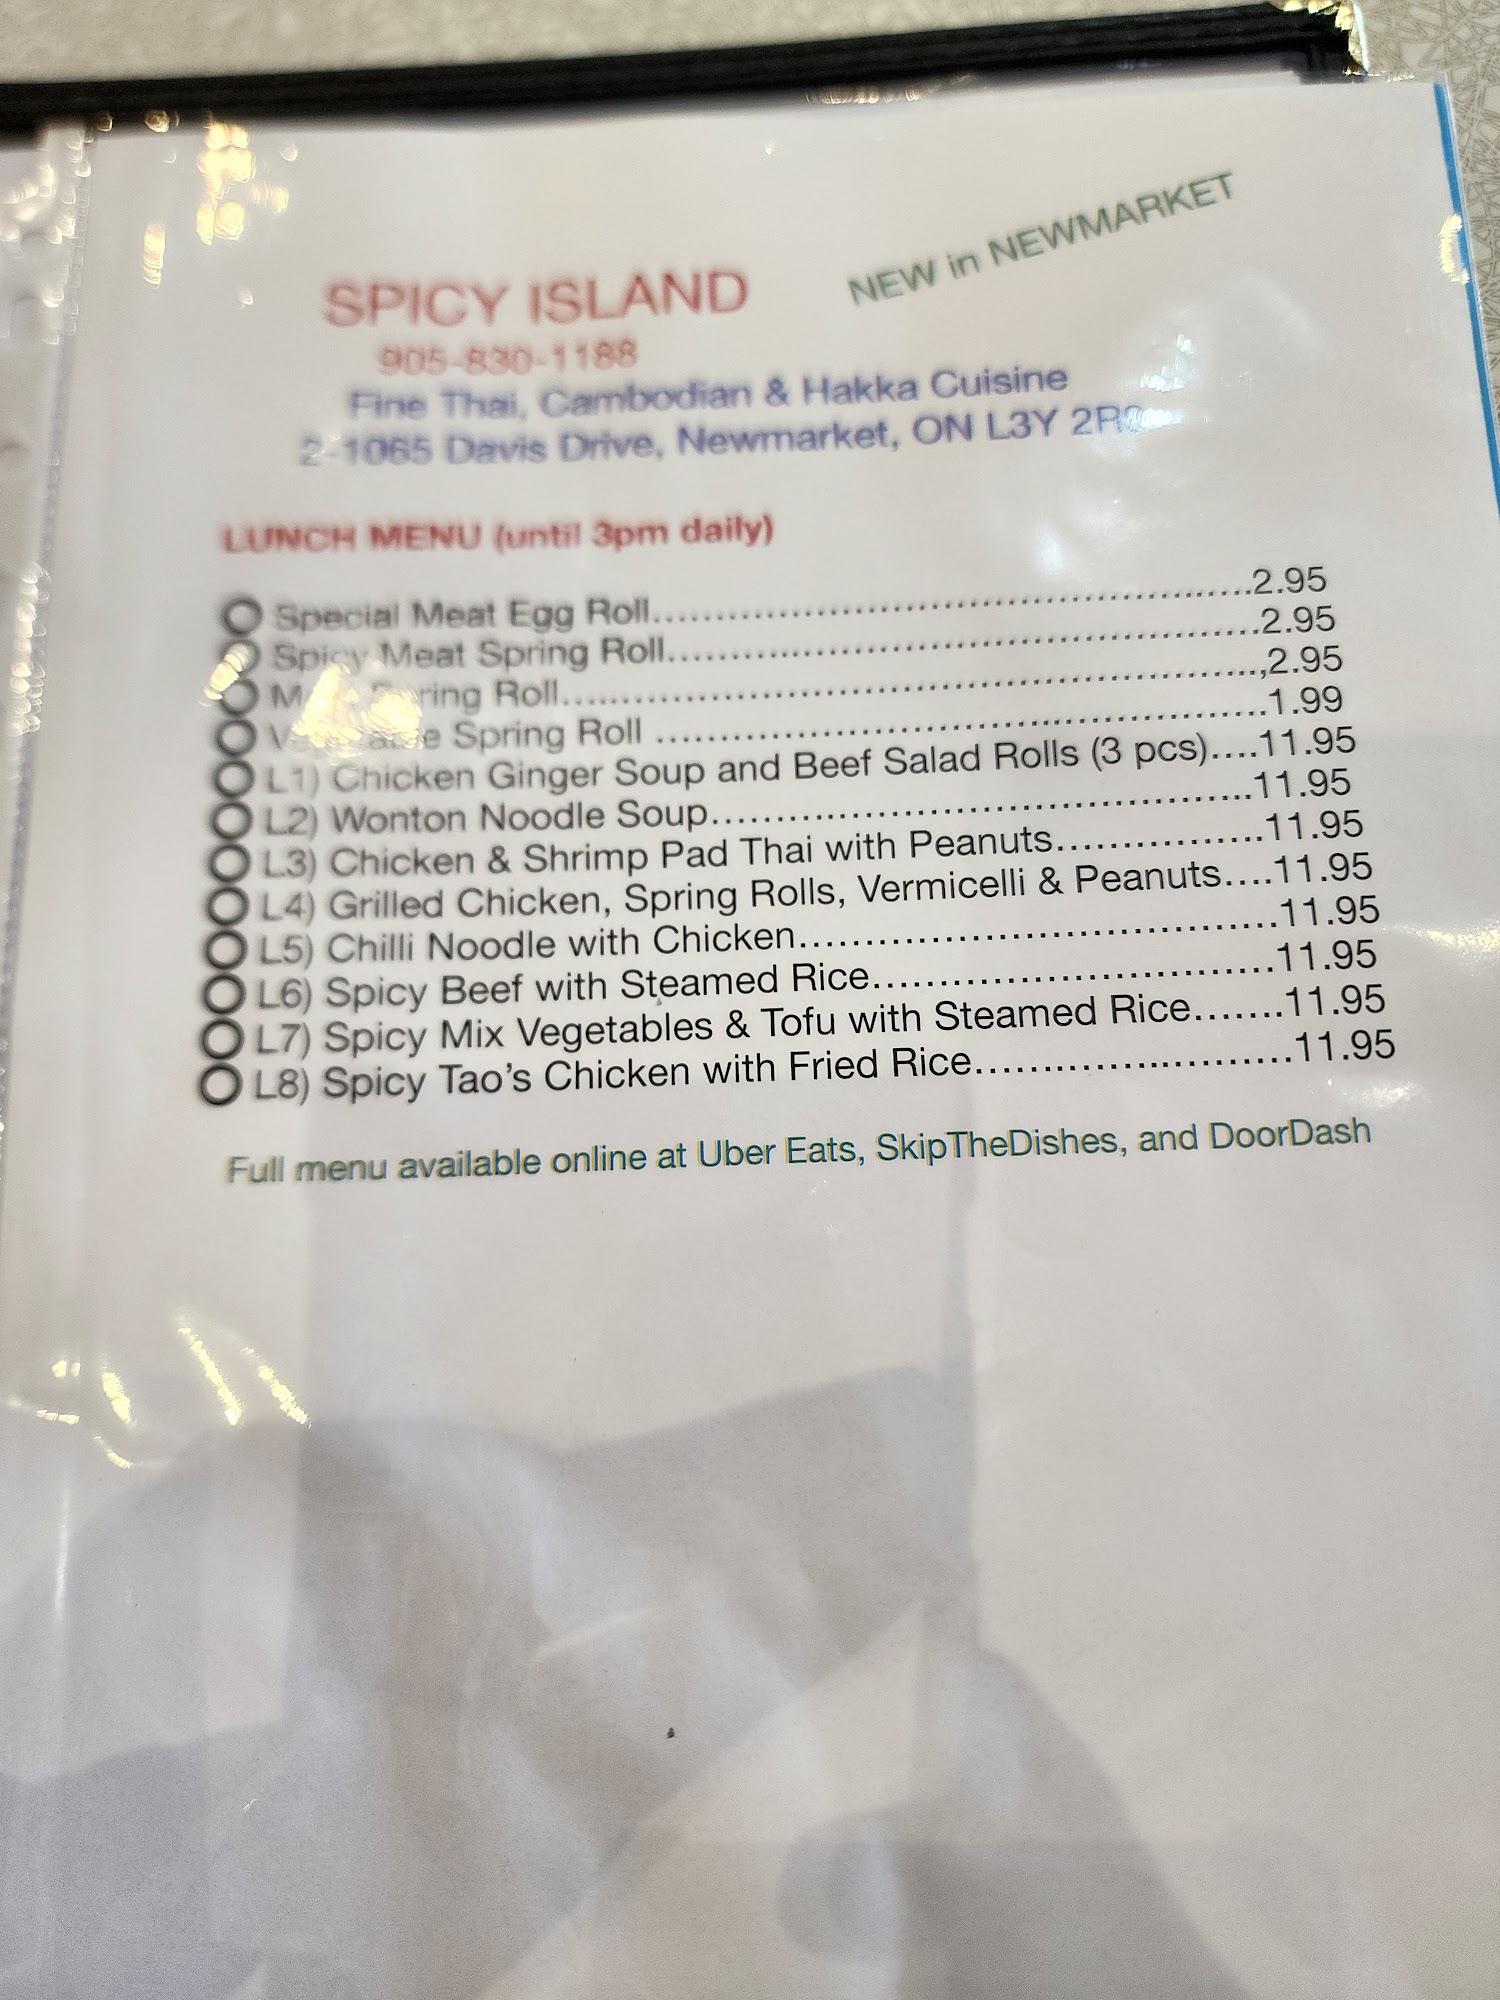 NEW in NEWMARKET
SPICY ISLAND
905-830-1188
Fine Thai, Cambodian & Hakka Cuisine
2-1065 Davis Drive, Newmarket, ON L3Y
LUNCH MENU (until 3pm daily)
Special Meat Egg Roll..........2.95
Spicy Meat Spring Roll..........2.95
Spring Roll..........,2.95
Vegetable Spring Roll ..........1.99
L1) Chicken Ginger Soup and Beef Salad Rolls (3 pcs)....11.95
L2) Wonton Noodle Soup..........11.95
L3) Chicken & Shrimp Pad Thai with Peanuts..........11.95
L4) Grilled Chicken, Spring Rolls, Vermicelli & Peanuts....11.95
L5) Chilli Noodle with Chicken..........11.95
L6) Spicy Beef with Steamed Rice..........11.95
L7) Spicy Mix Vegetables & Tofu with Steamed Rice.......11.95
L8) Spicy Tao's Chicken with Fried Rice..........11.95
Full menu available online at Uber Eats, SkipTheDishes, and DoorDash